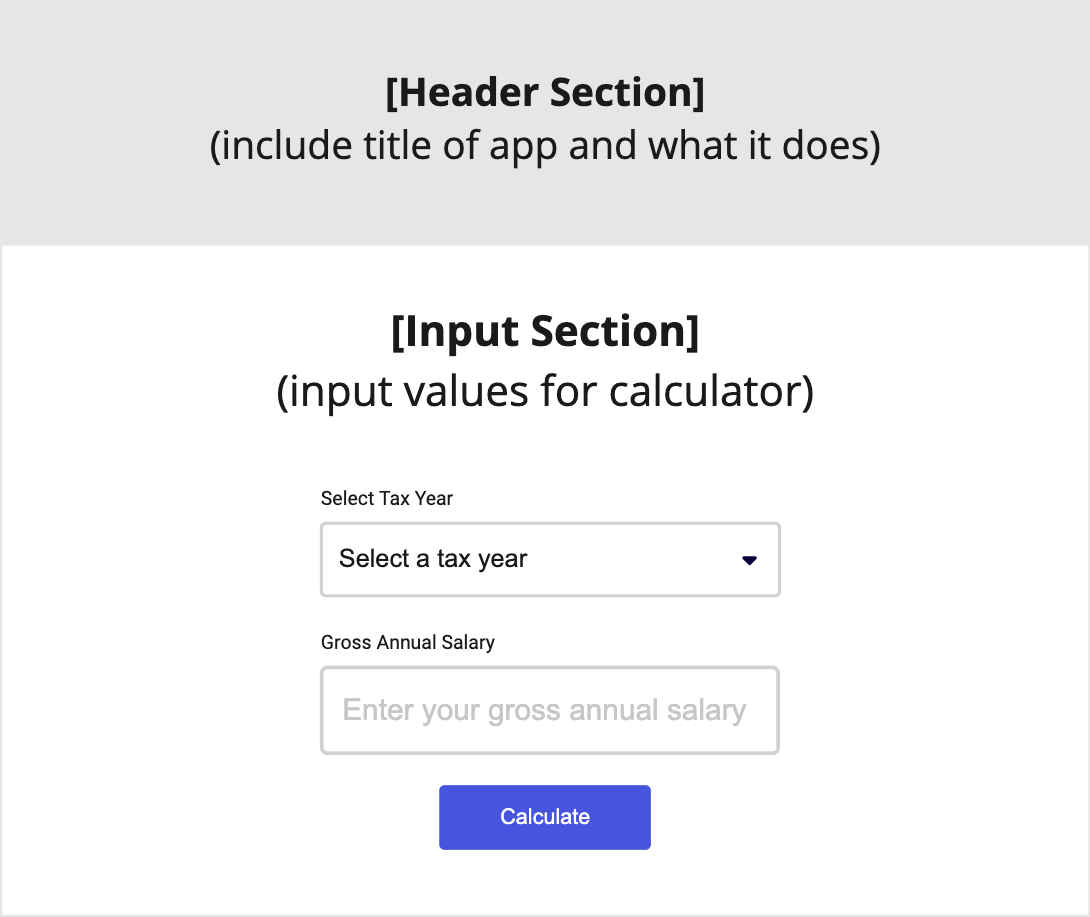 [Header Section]
(include title of app and what it does)
[Input Section]
(input values for calculator)
Select Tax Year
Select a tax year
Gross Annual Salary
Enter your gross annual salary
Calculate